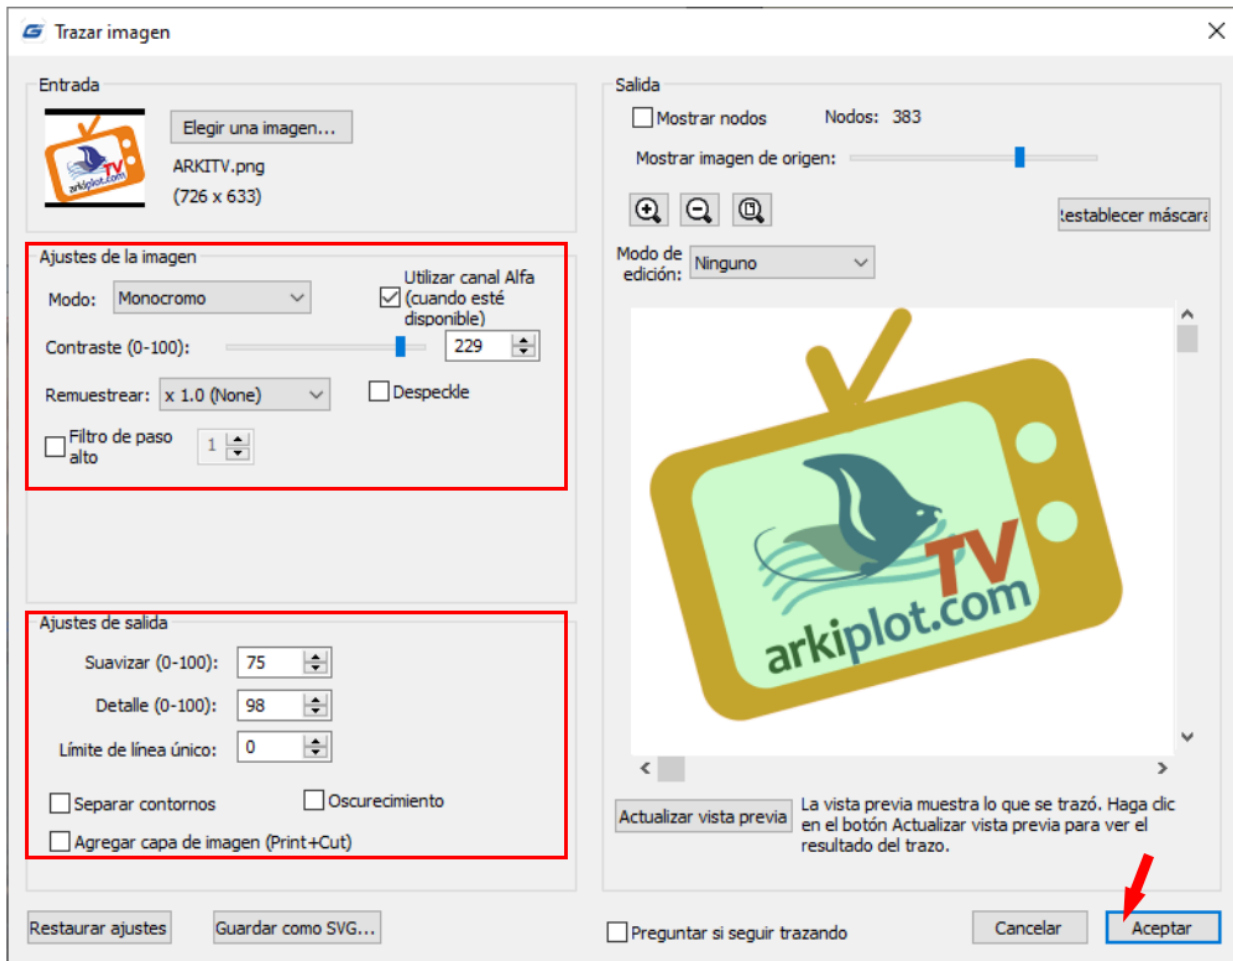 Trazar imagen
Entrada
Elegir una imagen...
ARKITV.png
(726 x 633)
TV
arkiplot.com
Ajustes de la imagen
Modo: Monocromo
Utilizar canal Alfa
(cuando esté
disponible)
Contraste (0-100): 229
Remuestrear: x 1.0 (None)
Despeckle
Filtro de paso
alto
1
Ajustes de salida
Suavizar (0-100): 75
Detalle (0-100): 98
Límite de línea único: 0
Separar contornos
Oscurecimiento
Agregar capa de imagen (Print+Cut)
Restaurar ajustes
Guardar como SVG...
Salida
Mostrar nodos
Nodos: 383
Mostrar imagen de origen:
establecer máscara
Modo de
edición:
Ninguno
TV
arkiplot.com
Actualizar vista previa
La vista previa muestra lo que se trazó. Haga clic
en el botón Actualizar vista previa para ver el
resultado del trazo.
Preguntar si seguir trazando
Cancelar
Aceptar